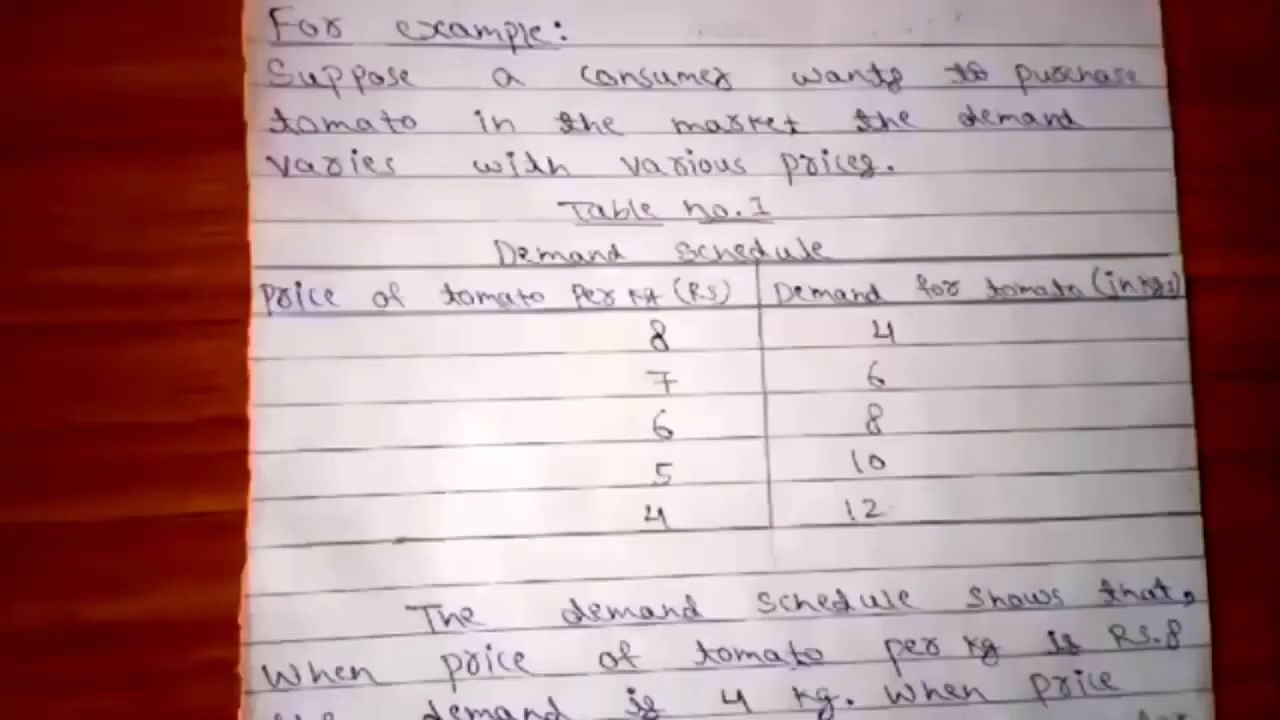 For example:
Suppose a consumer wants to purchase
tomato in the market the demand
varies with various prices.
Table no.1
Demand schedule
Price of tomato per kg (Rs) Demand for tomato (in kgs)
8 4
7 6
6 8
5 10
4 12
The demand schedule shows that,
When price of tomato per kg is Rs.8
demand is 4 kg. When price